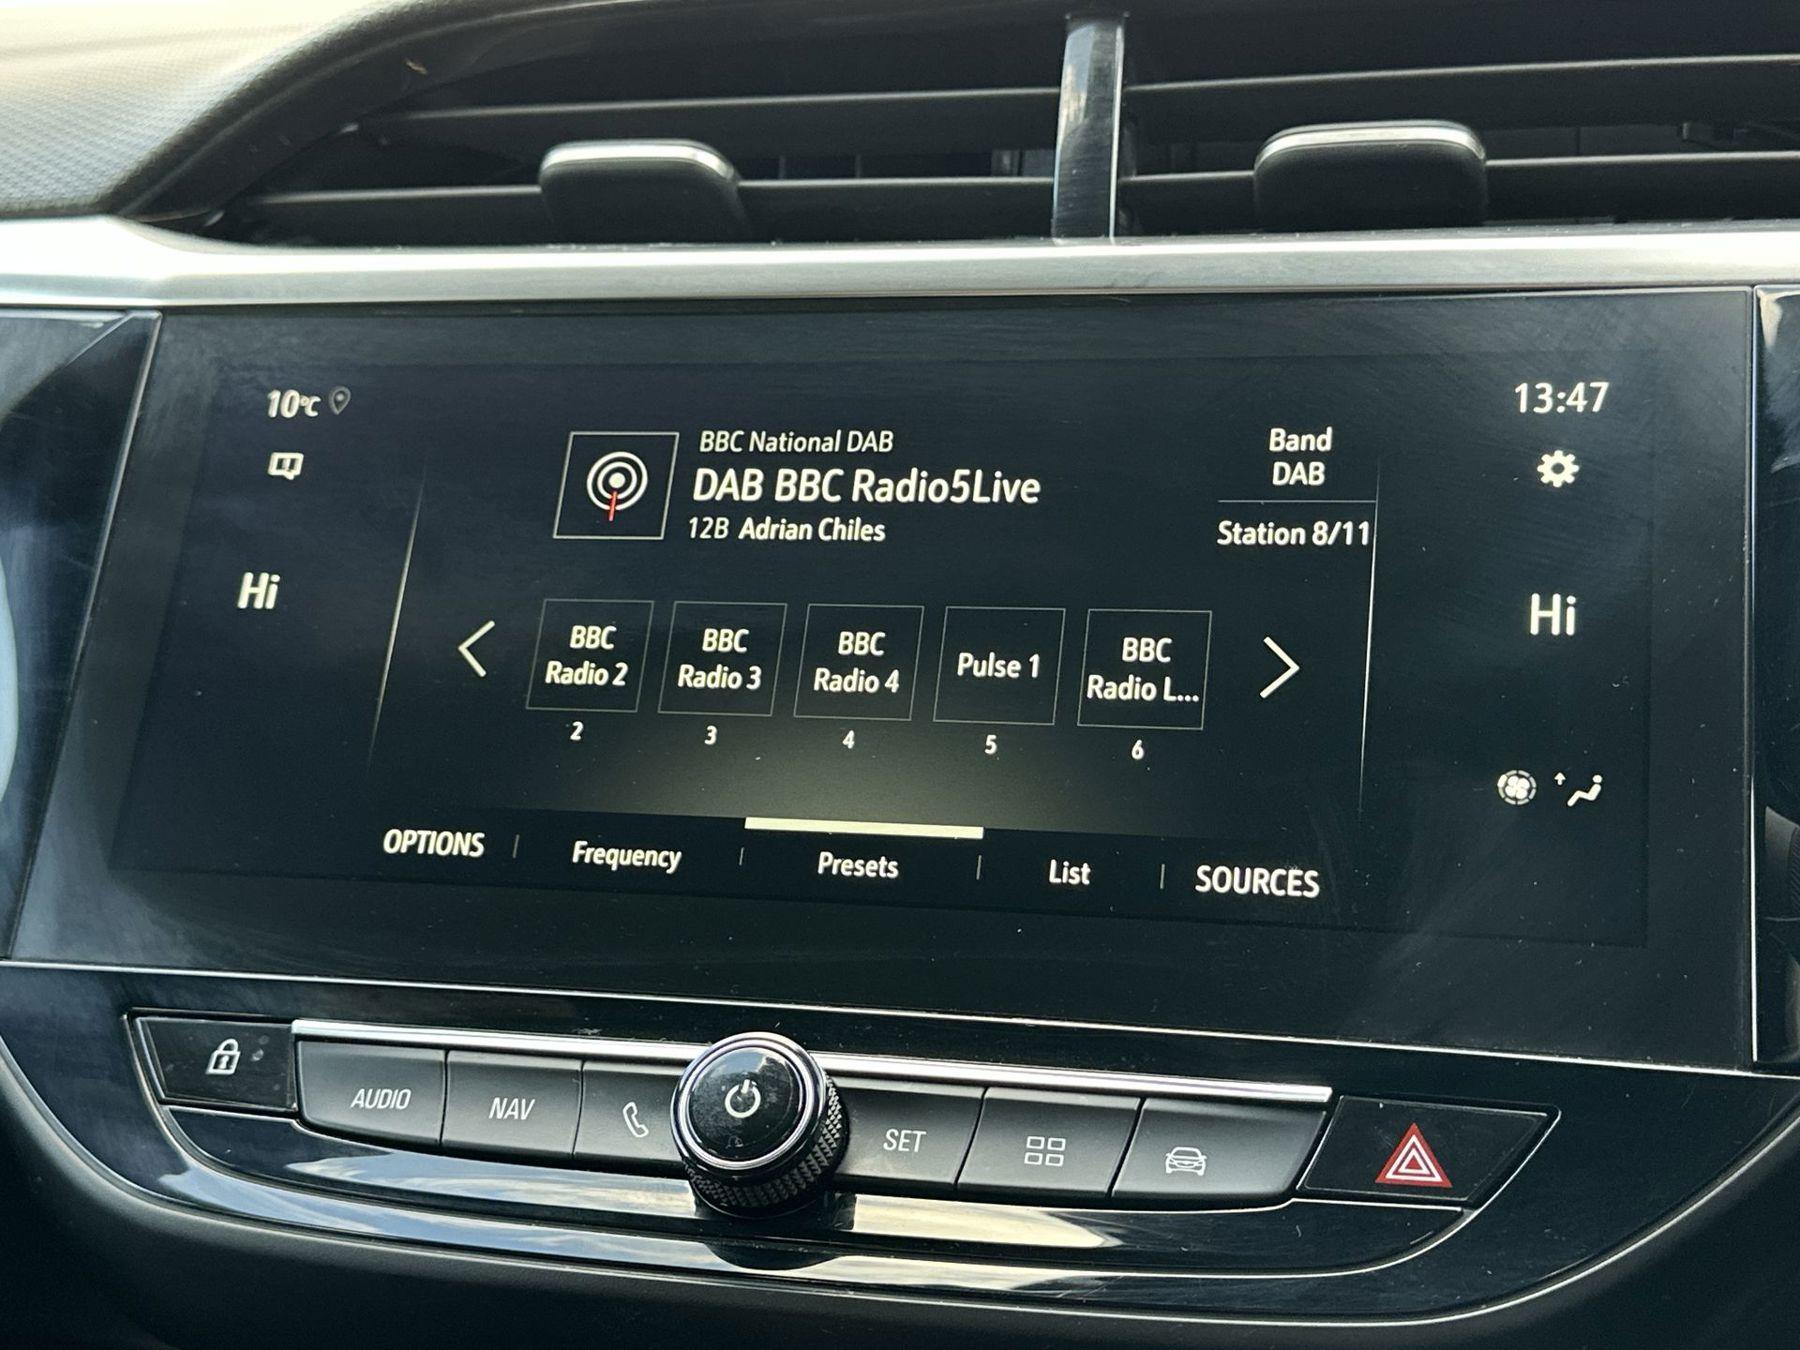 10°C
13:47
BBC National DAB
DAB BBC Radio5Live
12B Adrian Chiles
Band
DAB
Station 8/11
Hi
Hi
BBC
Radio 2
BBC
Radio 3
BBC
Radio 4
Pulse 1
BBC
Radio L...
2
3
4
5
6
OPTIONS
Frequency
Presets
List
SOURCES
AUDIO
NAV
SET